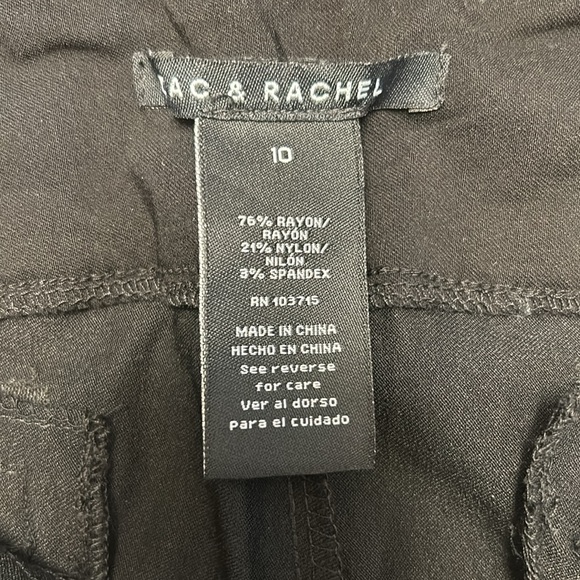 ZAC & RACHEL
10
76% RAYON/
RAYÓN
21% NYLON/
NILÓN
3% SPANDEX
RN 103715
MADE IN CHINA
HECHO EN CHINA
See reverse
for care
Ver al dorso
para el cuidado